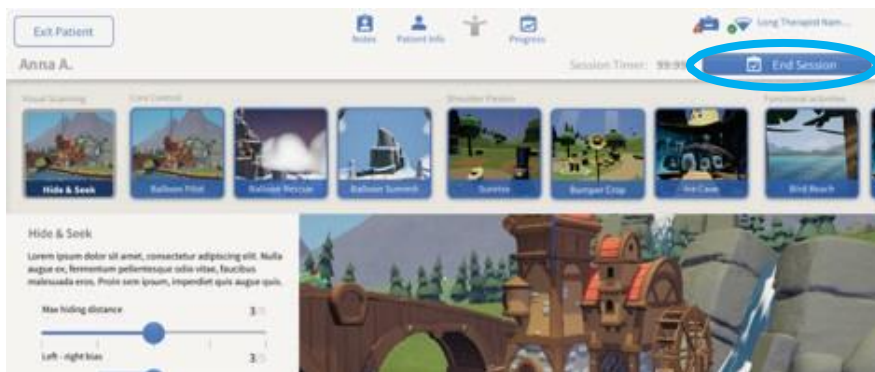 Exit Patient
Notes
Patient Info
Progress
Long Therapist Nam...
Anna A.
Session Timer: 99:99
End Session
Visual Scanning
Core Control
Shoulder Flexion
Functional activities
Hide & Seek
Balloon Pilot
Balloon Rescue
Balloon Summit
Sunrise
Bumper Crop
Ice Cave
Bird Beach
Hide & Seek
Lorem ipsum dolor sit amet, consectetur adipiscing elit. Nulla
augue ex, fermentum pellentesque odio vitae, faucibus
malesuada eros. Proin sem ipsum, imperdiet quis augue quis.
Max hiding distance
3
Left - right bias
3